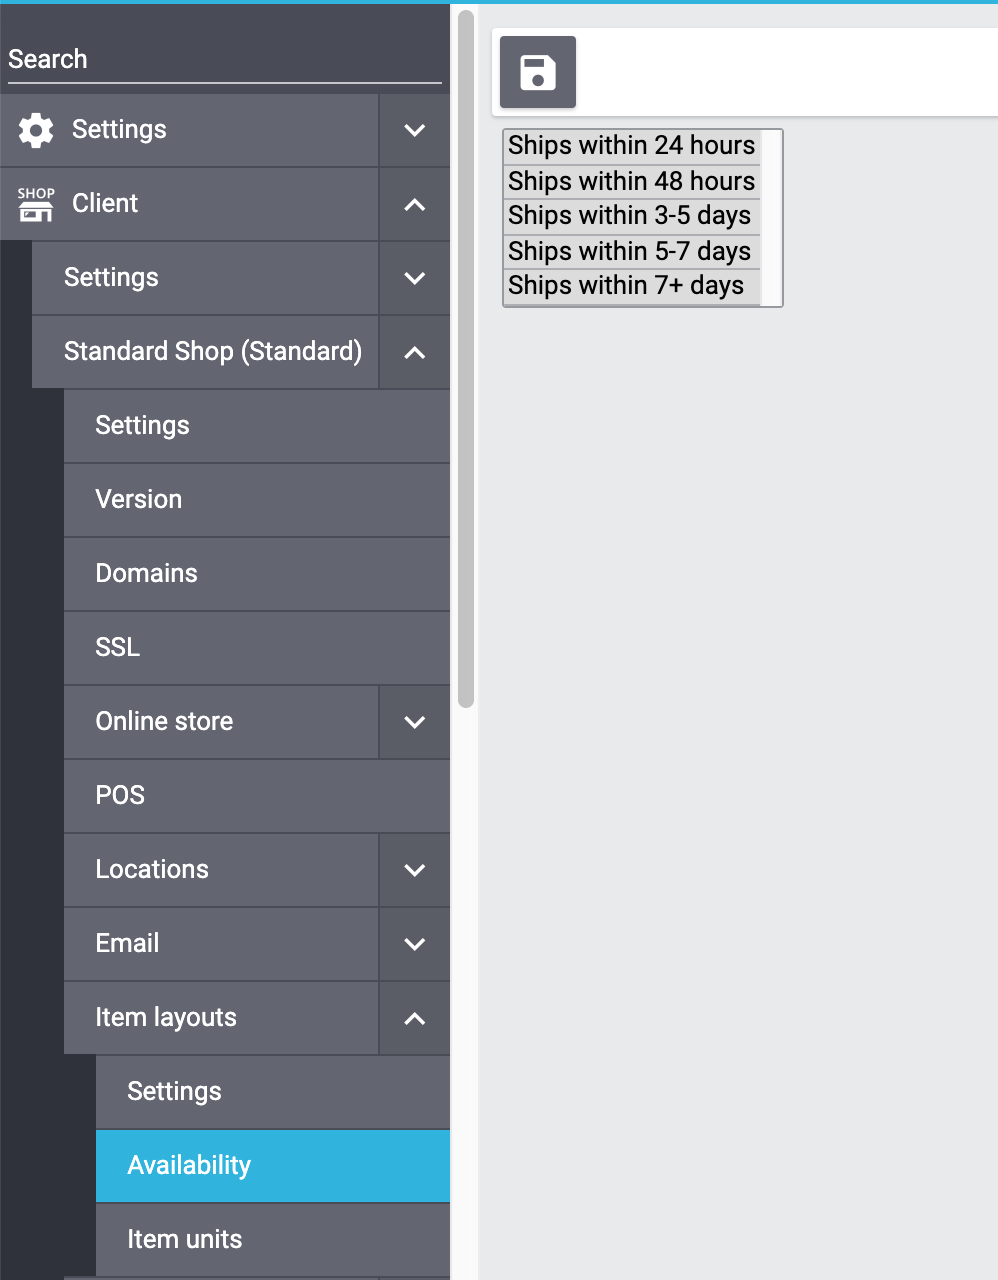 Search
Settings
SHOP
Client
Settings
Standard Shop (Standard)
Settings
Version
Domains
SSL
Online store
POS
Locations
Email
Item layouts
Settings
Availability
Item units
Ships within 24 hours
Ships within 48 hours
Ships within 3-5 days
Ships within 5-7 days
Ships within 7+ days